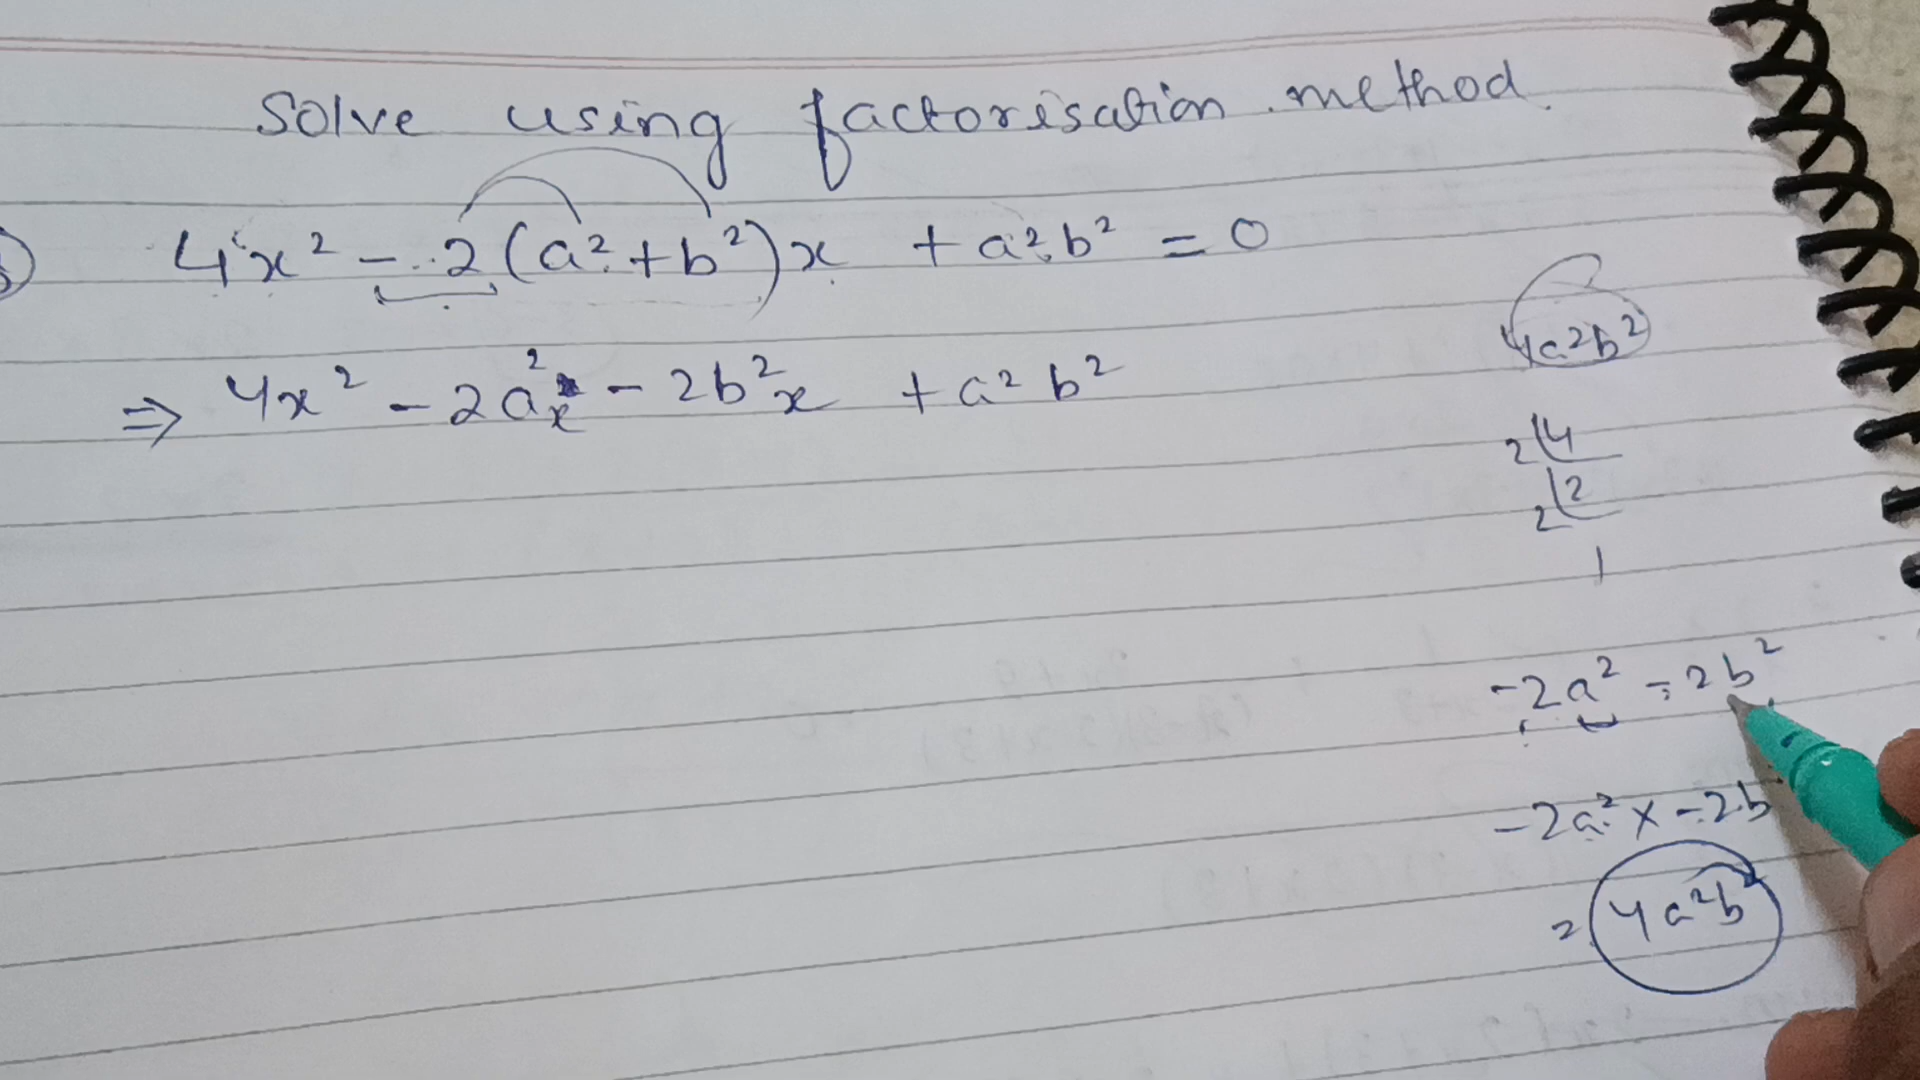 Solve using factorisation method.
4x² - 2(a²+b²)x + a²b² = 0
⇒ 4x² - 2a²x - 2b²x + a²b²
4a²b²
2 4
2 2
1
-2a² - 2b²
-2a² x -2b
= 4a²b²